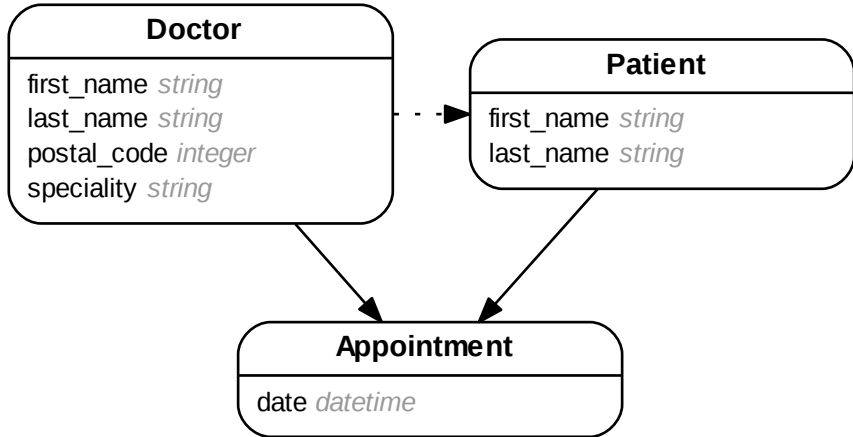 Doctor
first_name string
last_name string
postal_code integer
speciality string
Patient
first_name string
last_name string
Appointment
date datetime